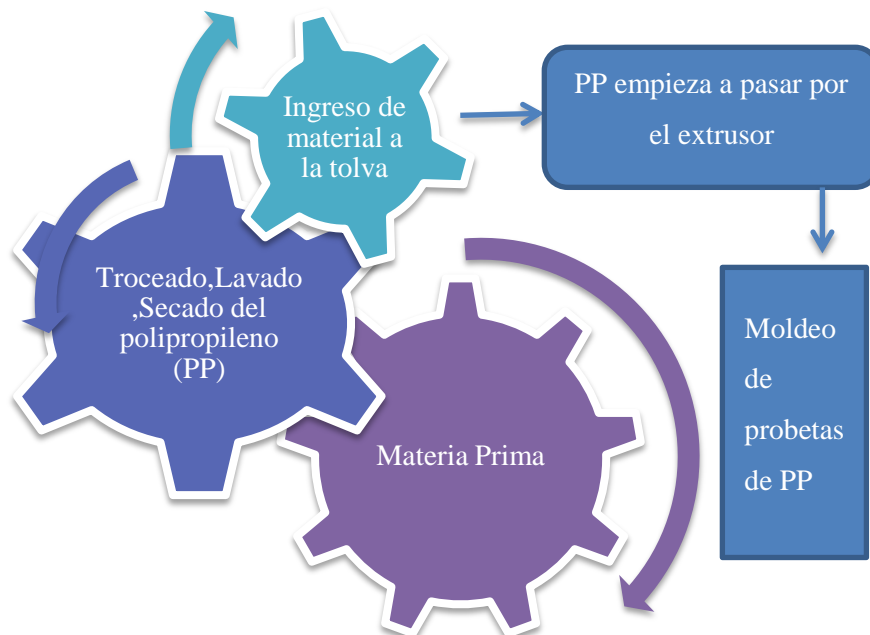 Ingreso de
material a
la tolva
PP empieza a pasar por
el extrusor
Troceado,Lavado
,Secado del
polipropileno
(PP)
Materia Prima
Moldeo
de
probetas
de PP